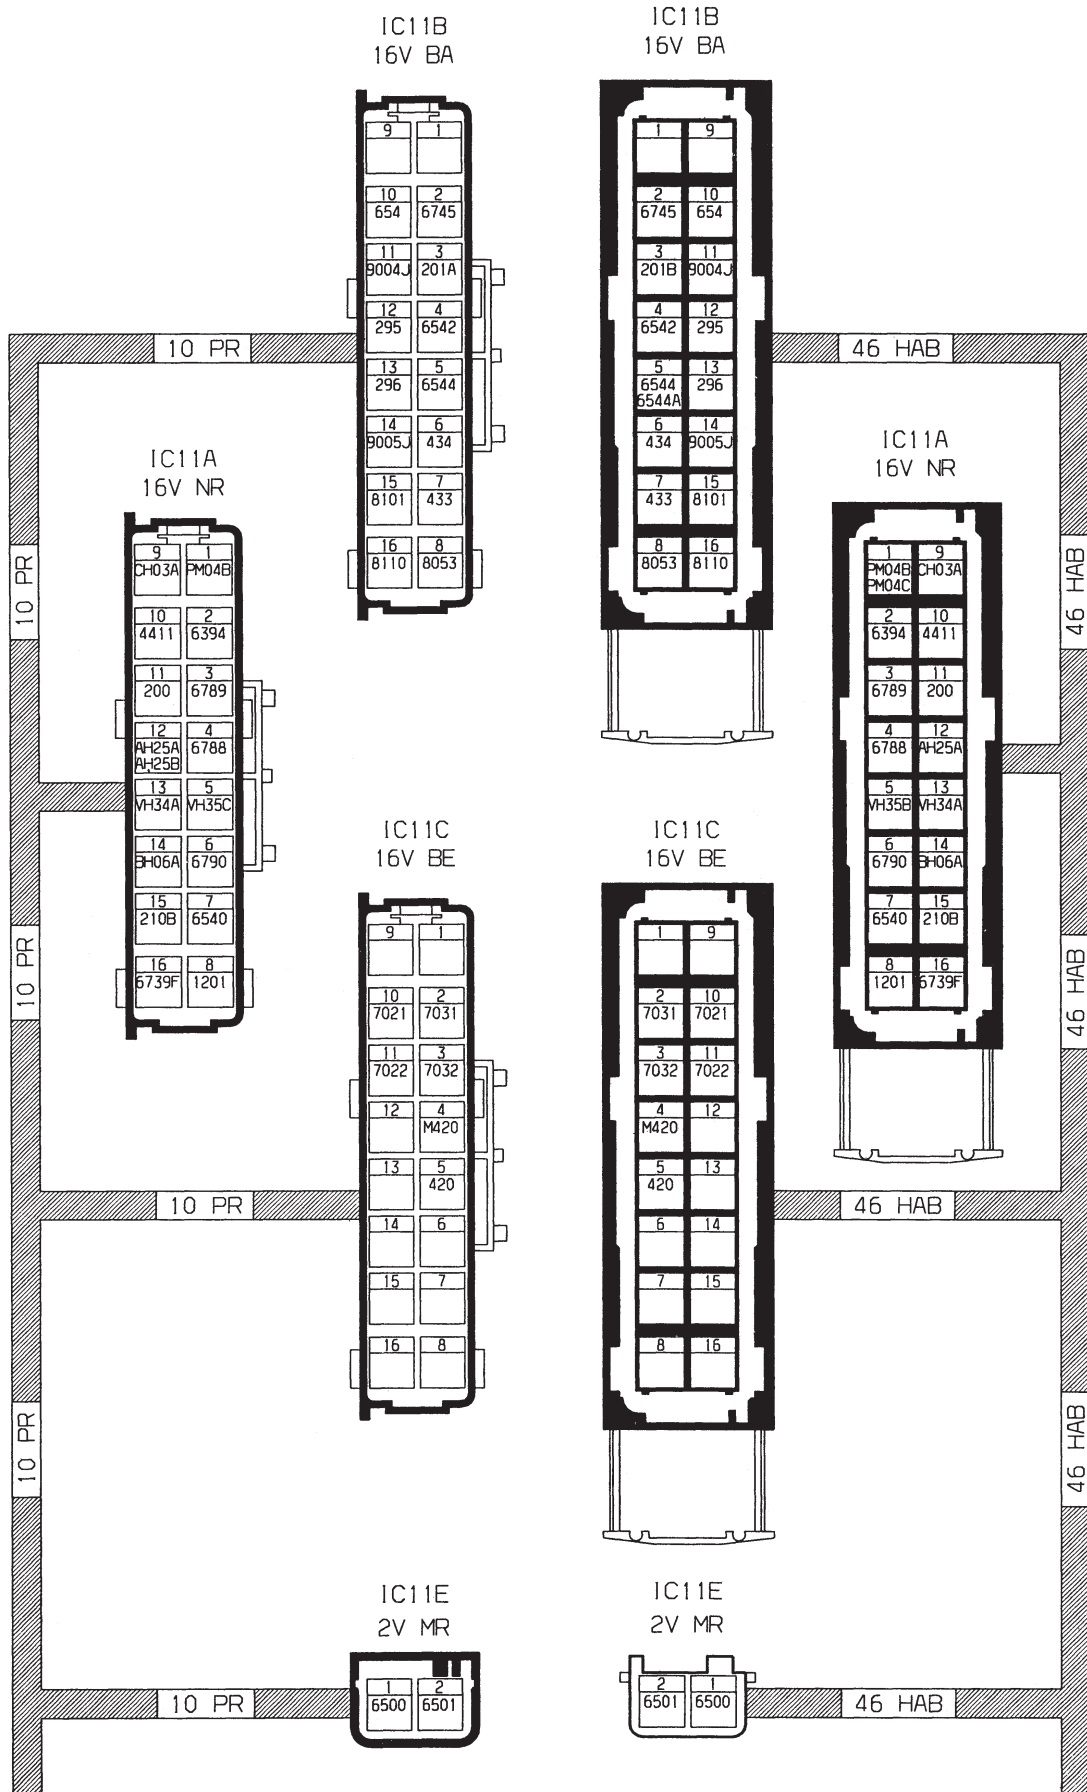 IC11B
16V BA
9 1
10 2
654 6745
11 3
9004J 201A
12 4
295 6542
13 5
296 6544
14 6
9005J 434
15 7
8101 433
16 8
8110 8053
IC11B
16V BA
1 9
2 10
6745 654
3 11
201B 9004J
4 12
6542 295
5 13
6544 296
6544A
6 14
434 9005J
7 15
433 8101
8 16
8053 8110
10 PR
46 HAB
IC11A
16V NR
9 1
CH03A PM04B
10 2
4411 6394
11 3
200 6789
12 4
AH25A 6788
AH25B
13 5
VH34A VH35C
14 6
BH06A 6790
15 7
210B 6540
16 8
6739F 1201
IC11A
16V NR
1 9
PM04B CH03A
PM04C
2 10
6394 4411
3 11
6789 200
4 12
6788 AH25A
5 13
VH35B VH34A
6 14
6790 BH06A
7 15
6540 210B
8 16
1201 6739F
10 PR
46 HAB
IC11C
16V BE
9 1
10 2
7021 7031
11 3
7022 7032
12 4
M420
13 5
420
14 6
15 7
16 8
IC11C
16V BE
1 9
2 10
7031 7021
3 11
7032 7022
4 12
M420
5 13
420
6 14
7 15
8 16
10 PR
46 HAB
10 PR
46 HAB
10 PR
46 HAB
IC11E
2V MR
1 2
6500 6501
IC11E
2V MR
2 1
6501 6500
10 PR
46 HAB